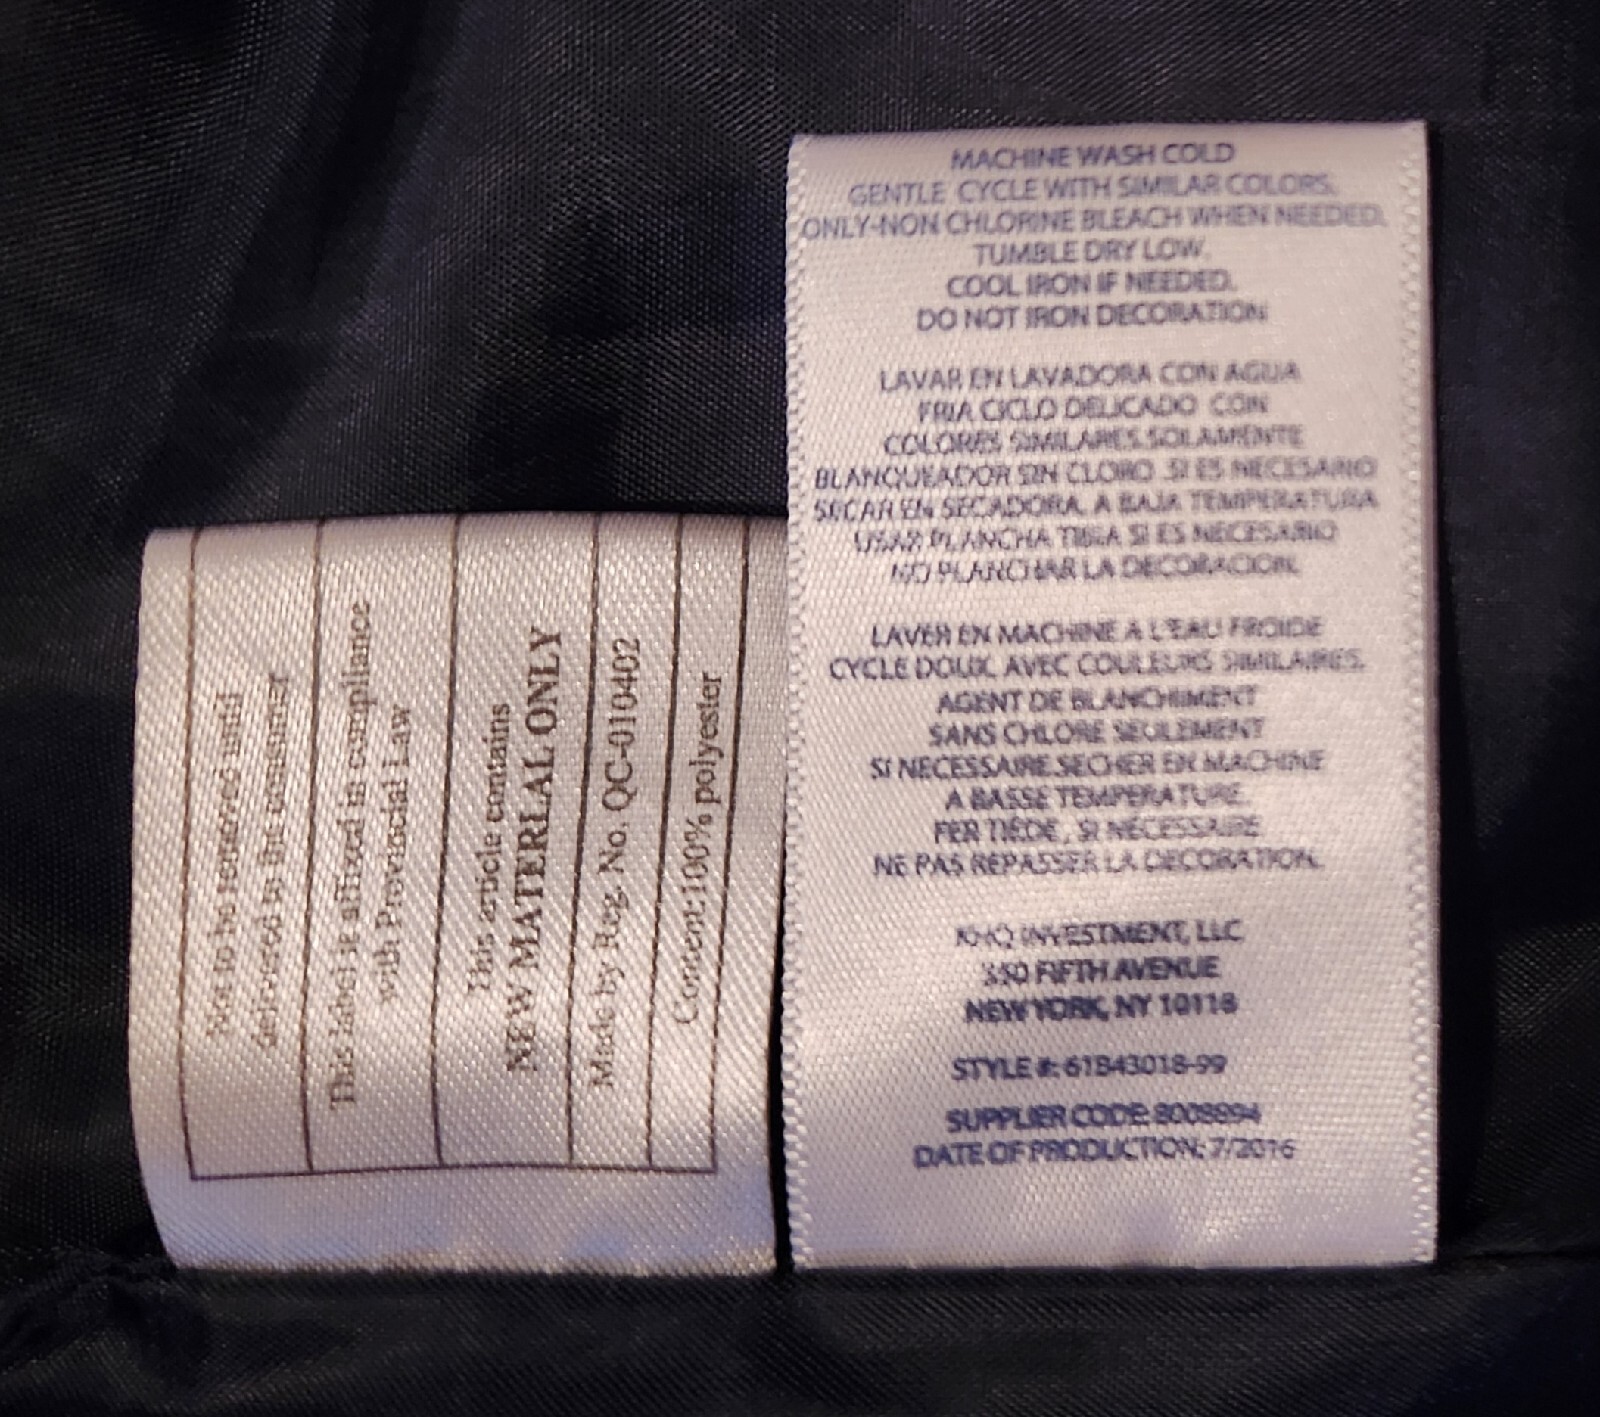 Not to be removed until
delivered to the consumer
This label is affixed in compliance
with Provincial Law
This article contains
NEW MATERLAL ONLY
Made by Reg. No. QC-010402
Content:100% polyester
MACHINE WASH COLD
GENTLE CYCLE WITH SIMILAR COLORS.
ONLY-NON CHLORINE BLEACH WHEN NEEDED.
TUMBLE DRY LOW.
COOL IRON IF NEEDED.
DO NOT IRON DECORATION
LAVAR EN LAVADORA CON AGUA
FRIA CICLO DELICADO CON
COLORES SIMILARES.SOLAMENTE
BLANQUEADOR SIN CLORO .SI ES NECESARIO
SECAR EN SECADORA. A BAJA TEMPERATURA
USAR PLANCHA TIBIA SI ES NECESARIO
NO PLANCHAR LA DECORACION.
LAVER EN MACHINE A L'EAU FROIDE
CYCLE DOUX. AVEC COULEURS SIMILAIRES.
AGENT DE BLANCHIMENT
SANS CHLORE SEULEMENT
SI NECESSAIRE.SECHER EN MACHINE
A BASSE TEMPERATURE.
FER TIÉDE , SI NÉCESSAIRE
NE PAS REPASSER LA DECORATION.
KHQ INVESTMENT, LLC
350 FIFTH AVENUE
NEW YORK, NY 10118
STYLE #: 61B43018-99
SUPPLIER CODE: 8008894
DATE OF PRODUCTION: 7/2016